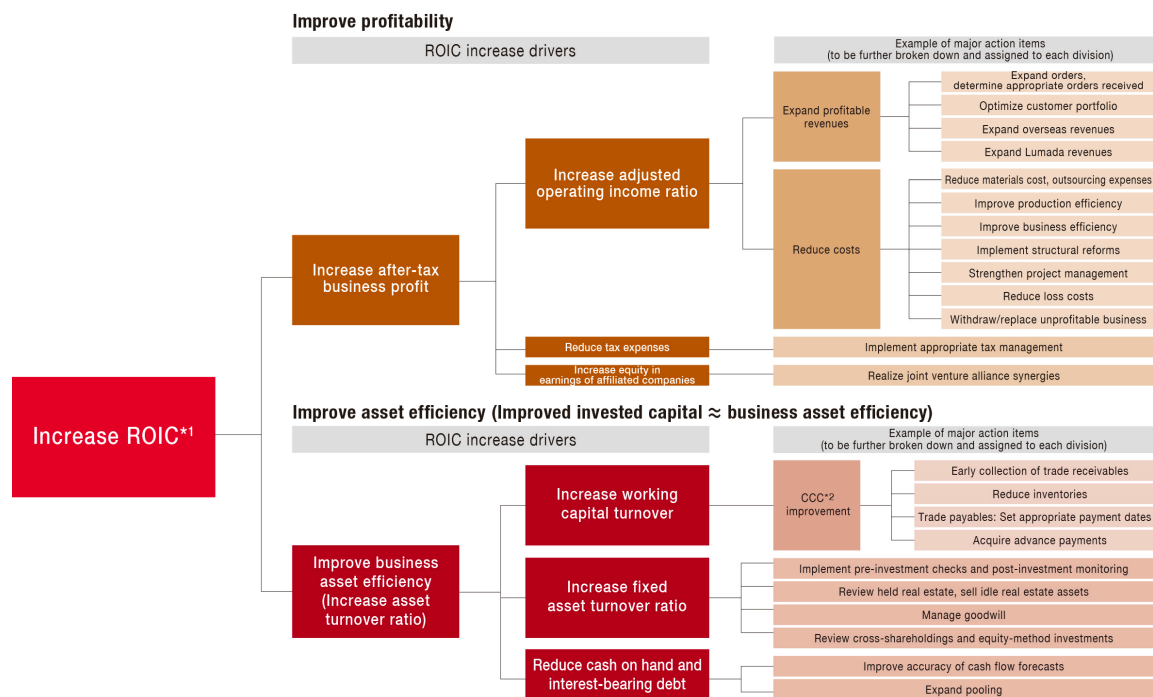 Improve profitability
ROIC increase drivers
Example of major action items
(to be further broken down and assigned to each division)
Increase ROIC*1
Increase after-tax
business profit
Increase adjusted
operating income ratio
Expand profitable
revenues
Expand orders,
determine appropriate orders received
Optimize customer portfolio
Expand overseas revenues
Expand Lumada revenues
Reduce costs
Reduce materials cost, outsourcing expenses
Improve production efficiency
Improve business efficiency
Implement structural reforms
Strengthen project management
Reduce loss costs
Withdraw/replace unprofitable business
Reduce tax expenses
Implement appropriate tax management
Increase equity in
earnings of affiliated companies
Realize joint venture alliance synergies
Improve asset efficiency (Improved invested capital ≈ business asset efficiency)
ROIC increase drivers
Example of major action items
(to be further broken down and assigned to each division)
Improve business
asset efficiency
(Increase asset
turnover ratio)
Increase working
capital turnover
CCC*2
improvement
Early collection of trade receivables
Reduce inventories
Trade payables: Set appropriate payment dates
Acquire advance payments
Increase fixed
asset turnover ratio
Implement pre-investment checks and post-investment monitoring
Review held real estate, sell idle real estate assets
Manage goodwill
Review cross-shareholdings and equity-method investments
Reduce cash on hand and
interest-bearing debt
Improve accuracy of cash flow forecasts
Expand pooling